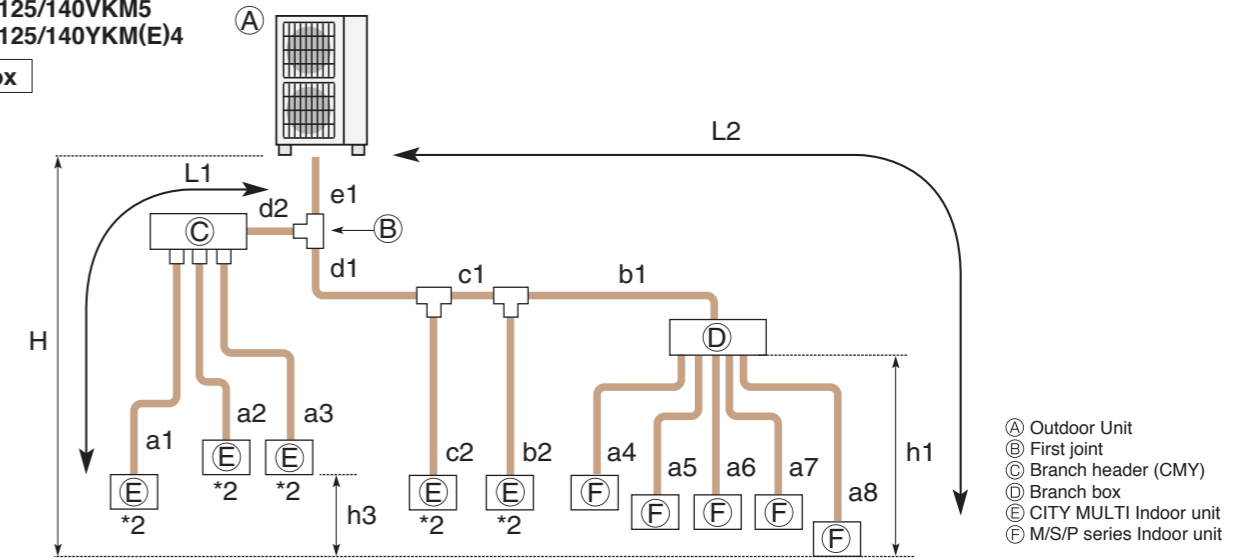 125/140VKM5
125/140YKM(E)4
ox
Ⓐ
L2
L1
e1
d2
Ⓒ
Ⓑ
d1
c1
b1
H
Ⓓ
a1
a2
a3
c2
b2
a4
a5
a6
a7
a8
h1
Ⓔ
*2
Ⓔ
*2
Ⓔ
*2
h3
Ⓔ
*2
Ⓔ
*2
Ⓕ
Ⓕ
Ⓕ
Ⓕ
Ⓕ
Ⓐ Outdoor Unit
Ⓑ First joint
Ⓒ Branch header (CMY)
Ⓓ Branch box
Ⓔ CITY MULTI Indoor unit
Ⓕ M/S/P series Indoor unit